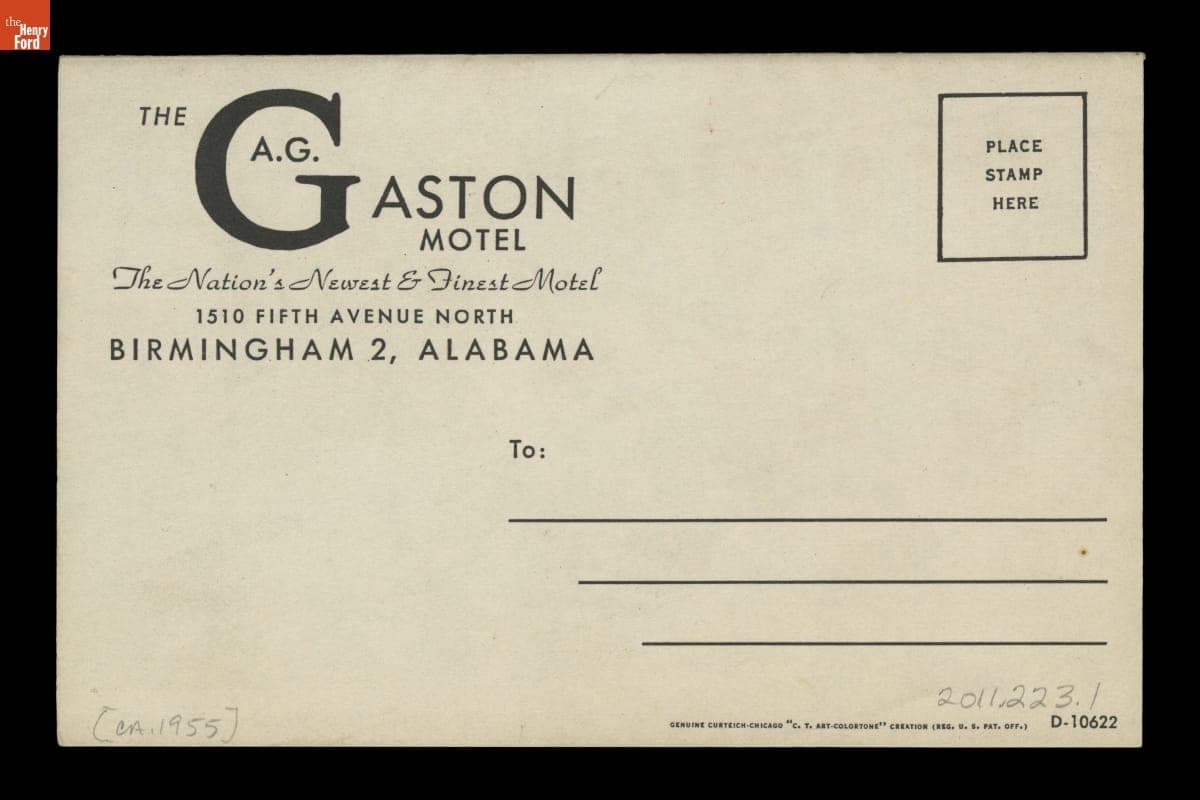 the
Henry
Ford
THE
A.G.
GASTON
MOTEL
The Nation's Newest & Finest Motel
1510 FIFTH AVENUE NORTH
BIRMINGHAM 2, ALABAMA
PLACE
STAMP
HERE
To:
2011.223.1
[CA. 1955]
GENUINE CURTEICH-CHICAGO "C. T. ART-COLORTONE" CREATION (REG. U. S. PAT. OFF.)
D-10622